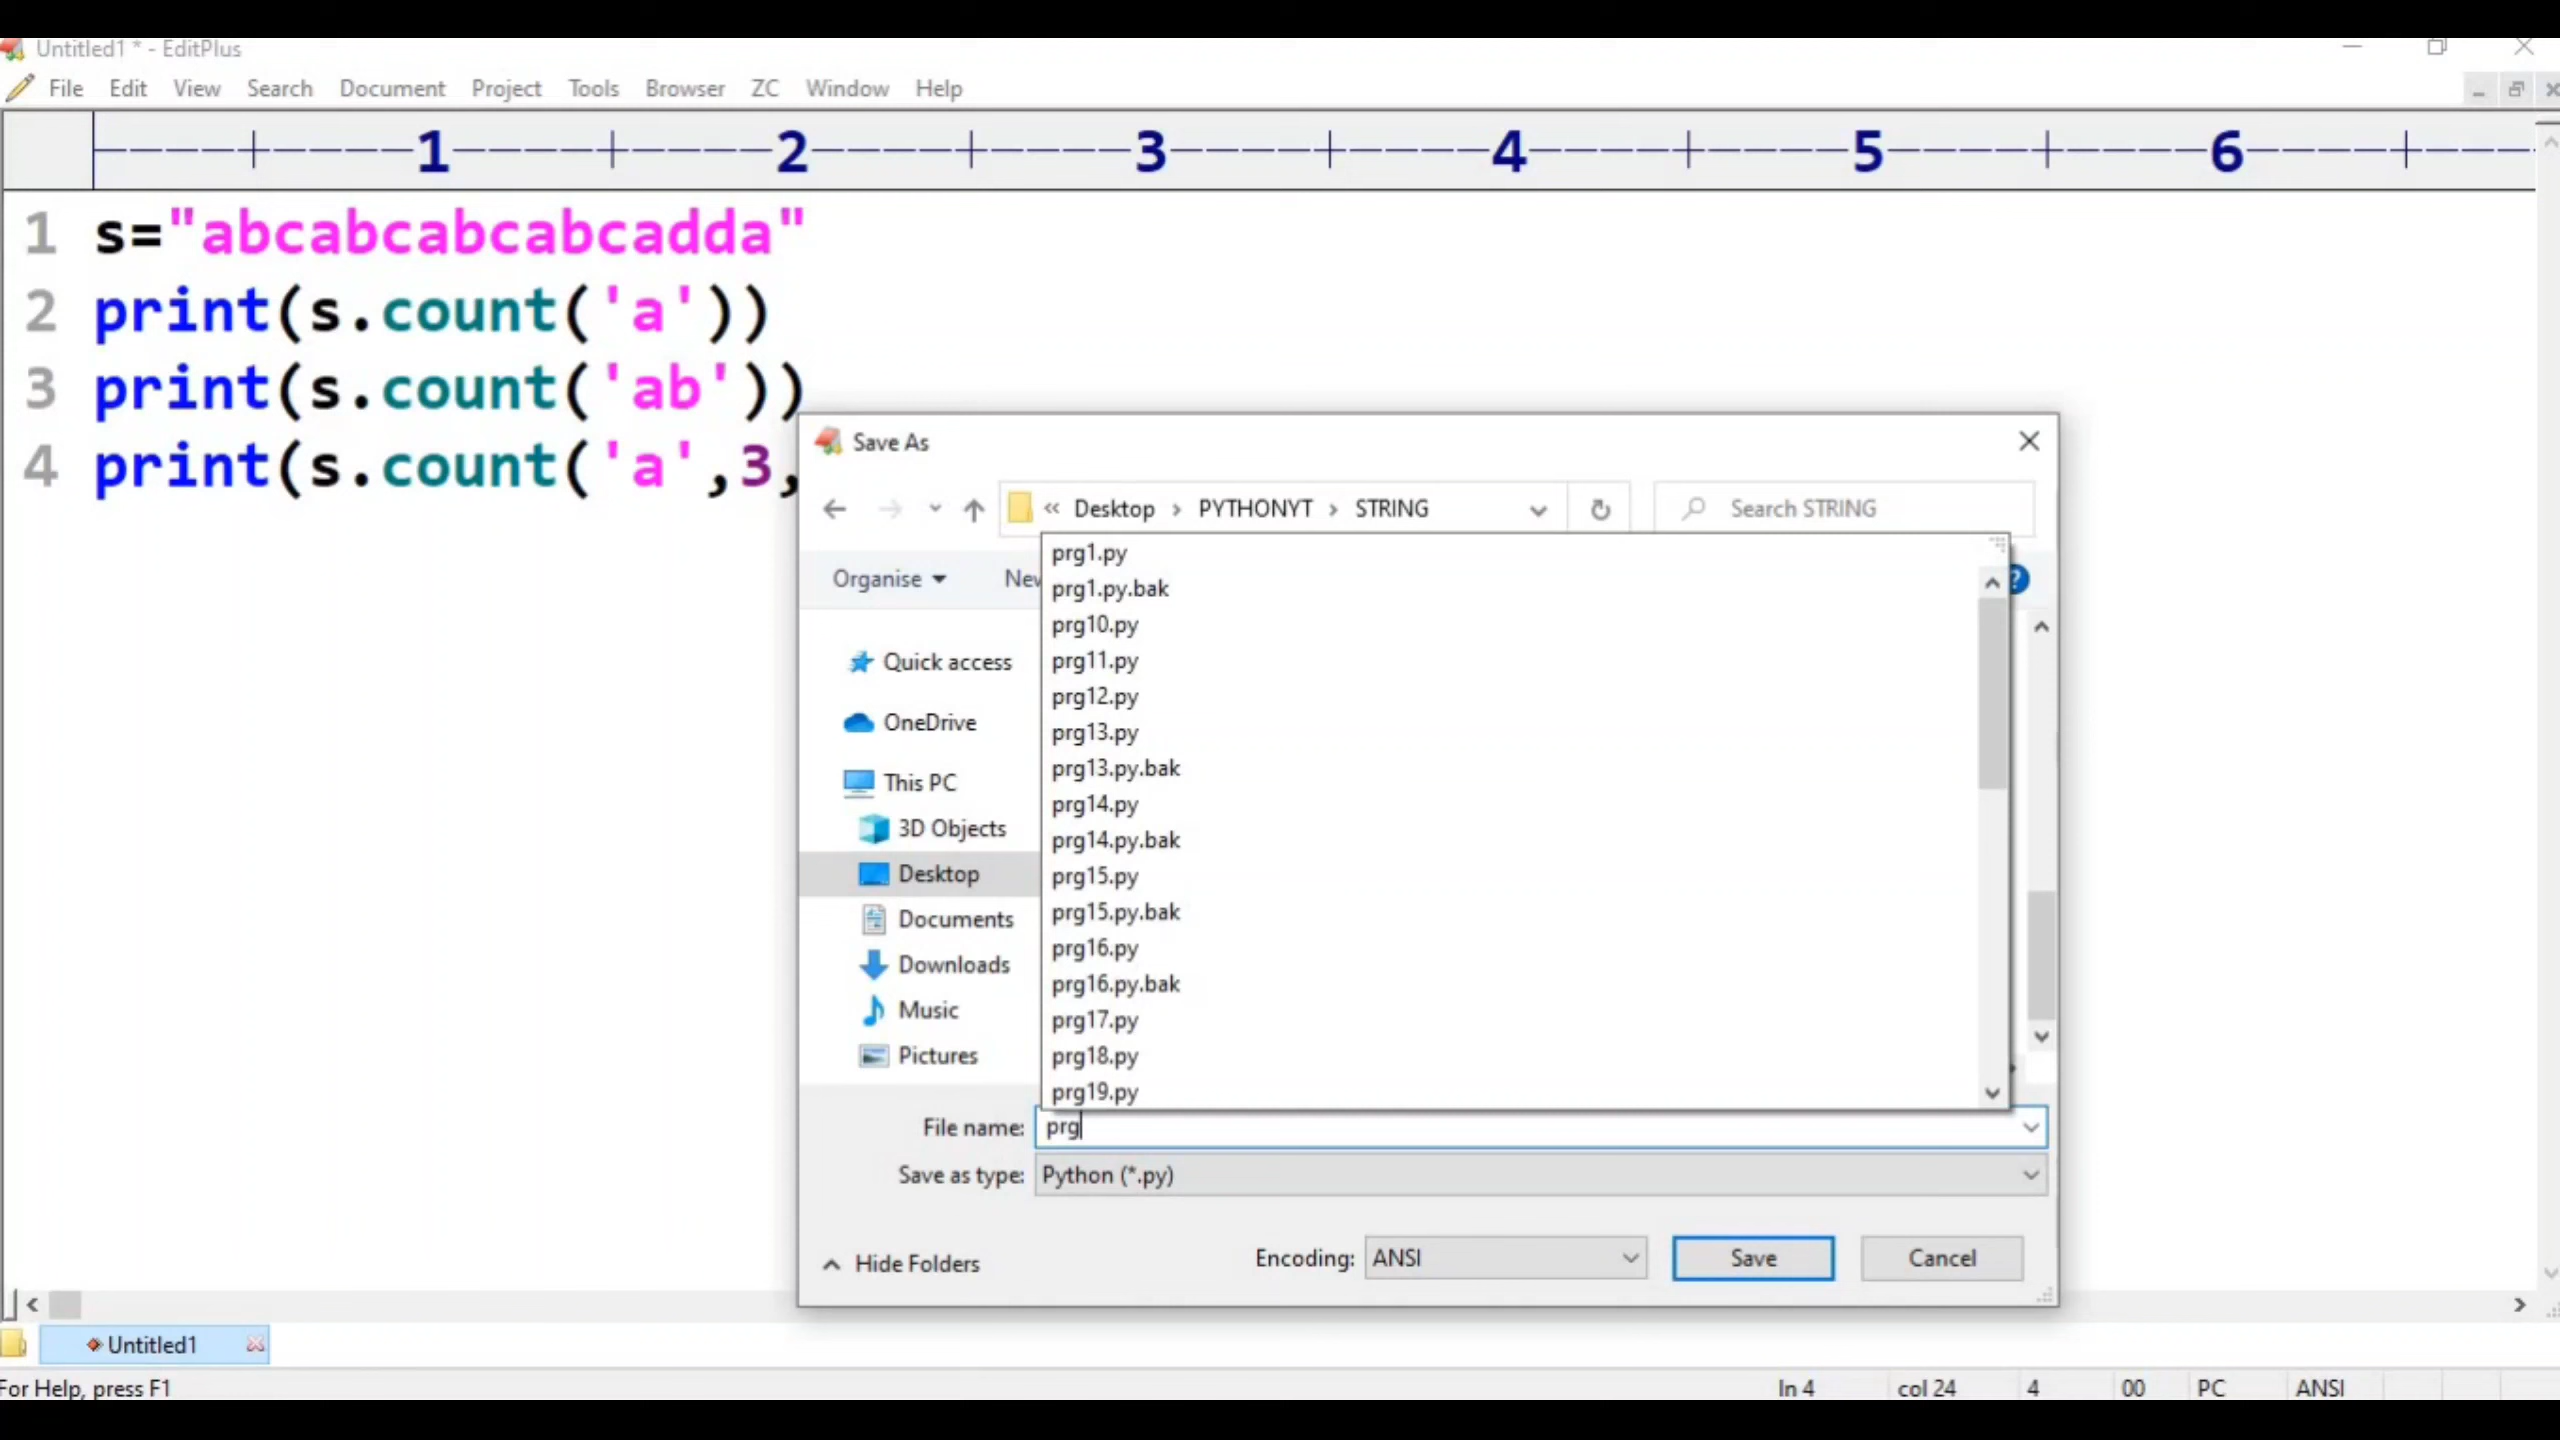 Untitled1 * - EditPlus
File Edit View Search Document Project Tools Browser ZC Window Help
1 2 3 4 5 6
1 s="abcabcabcabcadda"
2 print(s.count('a'))
3 print(s.count('ab'))
4 print(s.count('a',3,
Save As
« Desktop › PYTHONYT › STRING
Search STRING
Organise
New
Quick access
OneDrive
This PC
3D Objects
Desktop
Documents
Downloads
Music
Pictures
prg1.py
prg1.py.bak
prg10.py
prg11.py
prg12.py
prg13.py
prg13.py.bak
prg14.py
prg14.py.bak
prg15.py
prg15.py.bak
prg16.py
prg16.py.bak
prg17.py
prg18.py
prg19.py
File name: prg
Save as type: Python (*.py)
Hide Folders
Encoding: ANSI
Save
Cancel
Untitled1
For Help, press F1
ln 4 col 24 4 00 PC ANSI